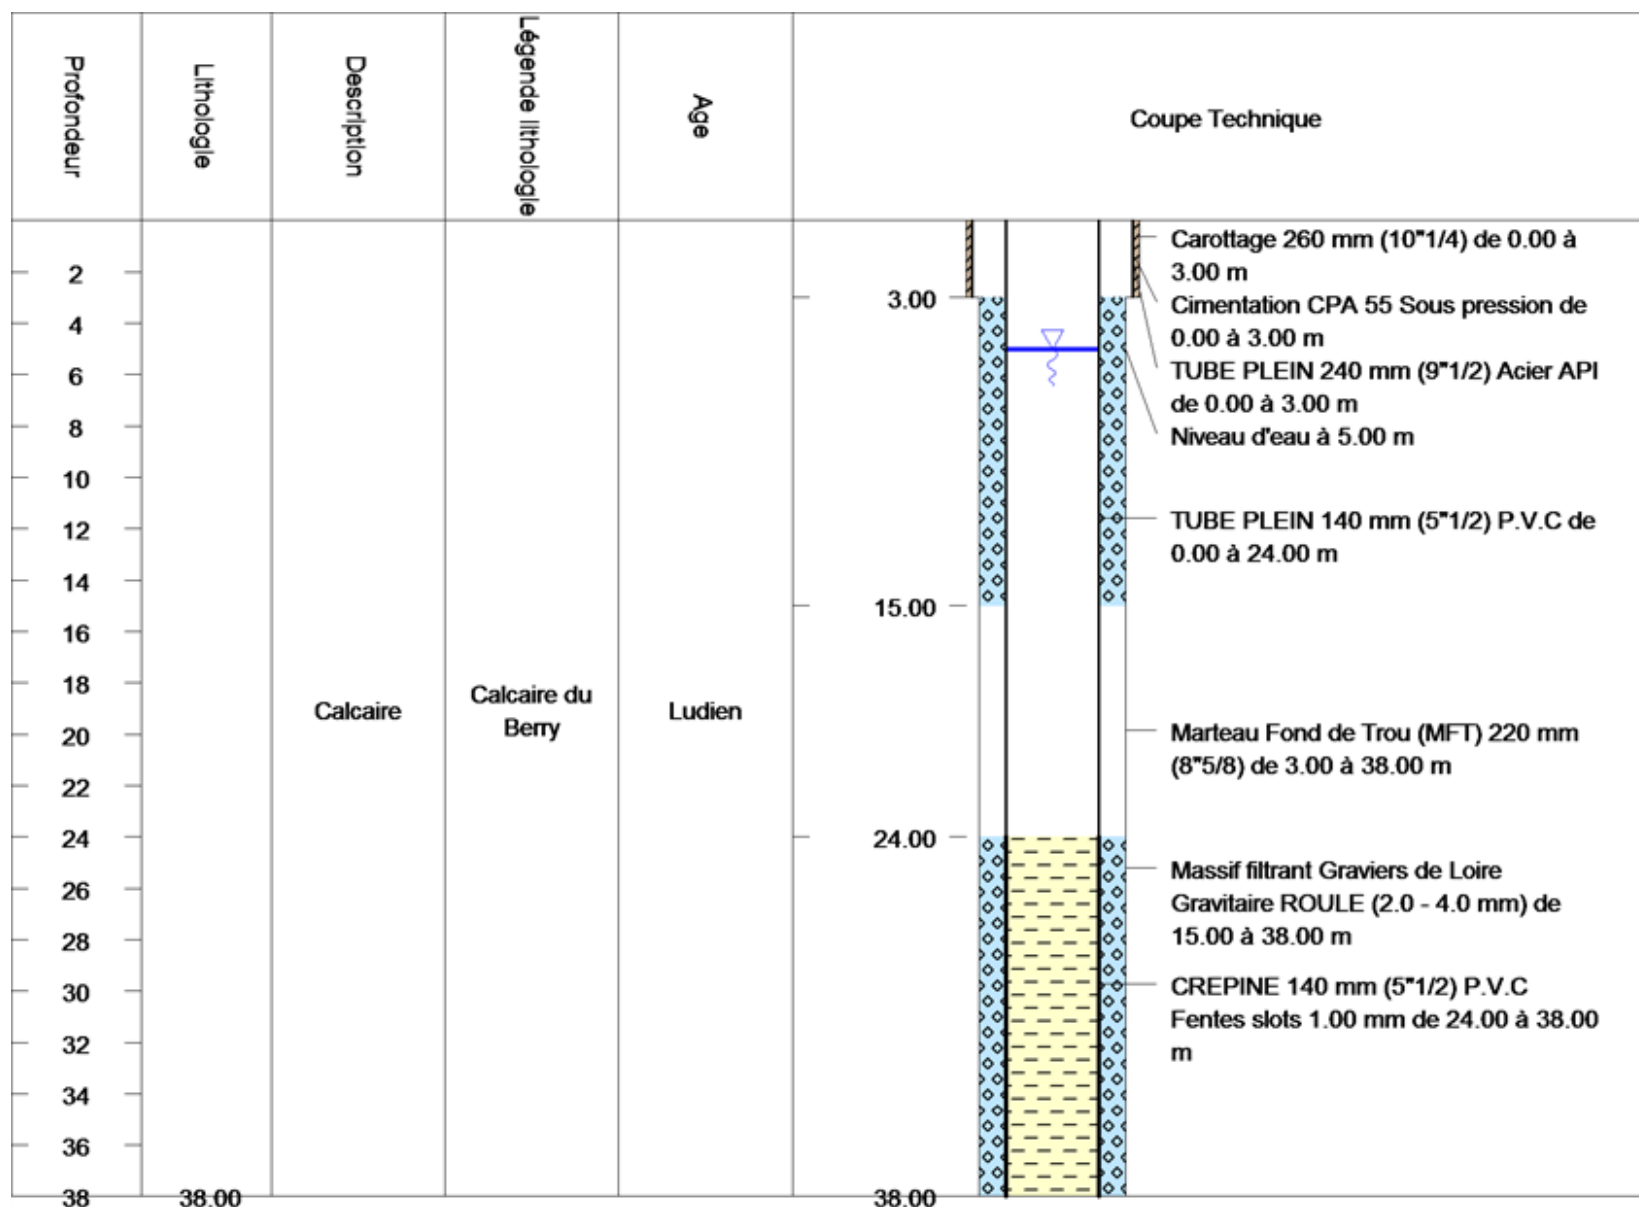 Profondeur
Lithologie
Description
Légende lithologie
Age
Coupe Technique
2
4
6
8
10
12
14
16
18
20
22
24
26
28
30
32
34
36
38
38.00
Calcaire
Calcaire du
Berry
Ludien
3.00
15.00
24.00
38.00
Carottage 260 mm (10"1/4) de 0.00 à
3.00 m
Cimentation CPA 55 Sous pression de
0.00 à 3.00 m
TUBE PLEIN 240 mm (9"1/2) Acier API
de 0.00 à 3.00 m
Niveau d'eau à 5.00 m
TUBE PLEIN 140 mm (5"1/2) P.V.C de
0.00 à 24.00 m
Marteau Fond de Trou (MFT) 220 mm
(8"5/8) de 3.00 à 38.00 m
Massif filtrant Graviers de Loire
Gravitaire ROULE (2.0 - 4.0 mm) de
15.00 à 38.00 m
CREPINE 140 mm (5"1/2) P.V.C
Fentes slots 1.00 mm de 24.00 à 38.00
m